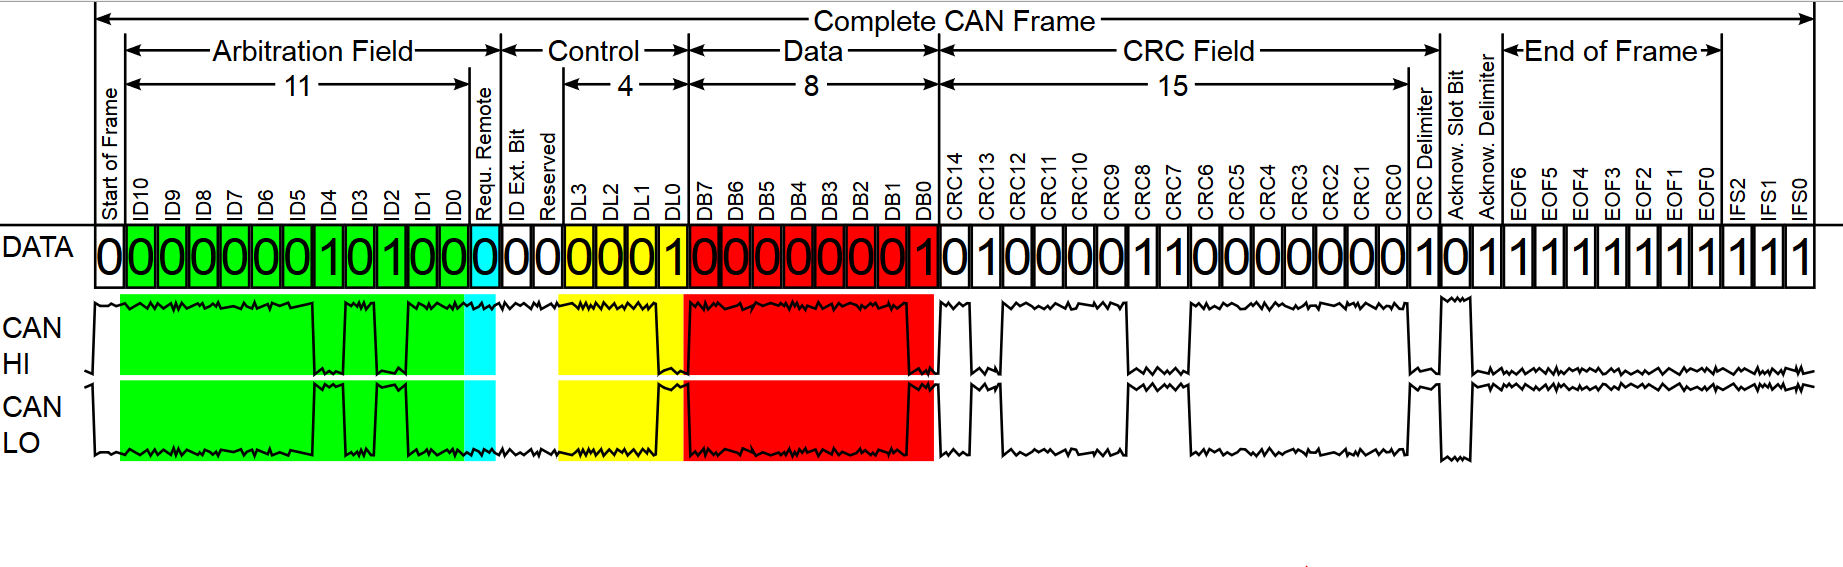 Complete CAN Frame
Arbitration Field Control Data CRC Field End of Frame
11 4 8 15
Start of Frame
ID10
ID9
ID8
ID7
ID6
ID5
ID4
ID3
ID2
ID1
ID0
Requ. Remote
ID Ext. Bit
Reserved
DL3
DL2
DL1
DL0
DB7
DB6
DB5
DB4
DB3
DB2
DB1
DB0
CRC14
CRC13
CRC12
CRC11
CRC10
CRC9
CRC8
CRC7
CRC6
CRC5
CRC4
CRC3
CRC2
CRC1
CRC0
CRC Delimiter
Acknow. Slot Bit
Acknow. Delimiter
EOF6
EOF5
EOF4
EOF3
EOF2
EOF1
EOF0
IFS2
IFS1
IFS0
DATA 0 0 0 0 0 0 0 1 0 1 0 0 0 0 0 0 0 0 1 0 0 0 0 0 0 0 1 0 1 0 0 0 0 1 1 0 0 0 0 0 0 0 1 0 1 1 1 1 1 1 1 1 1 1 1
CAN
HI
CAN
LO